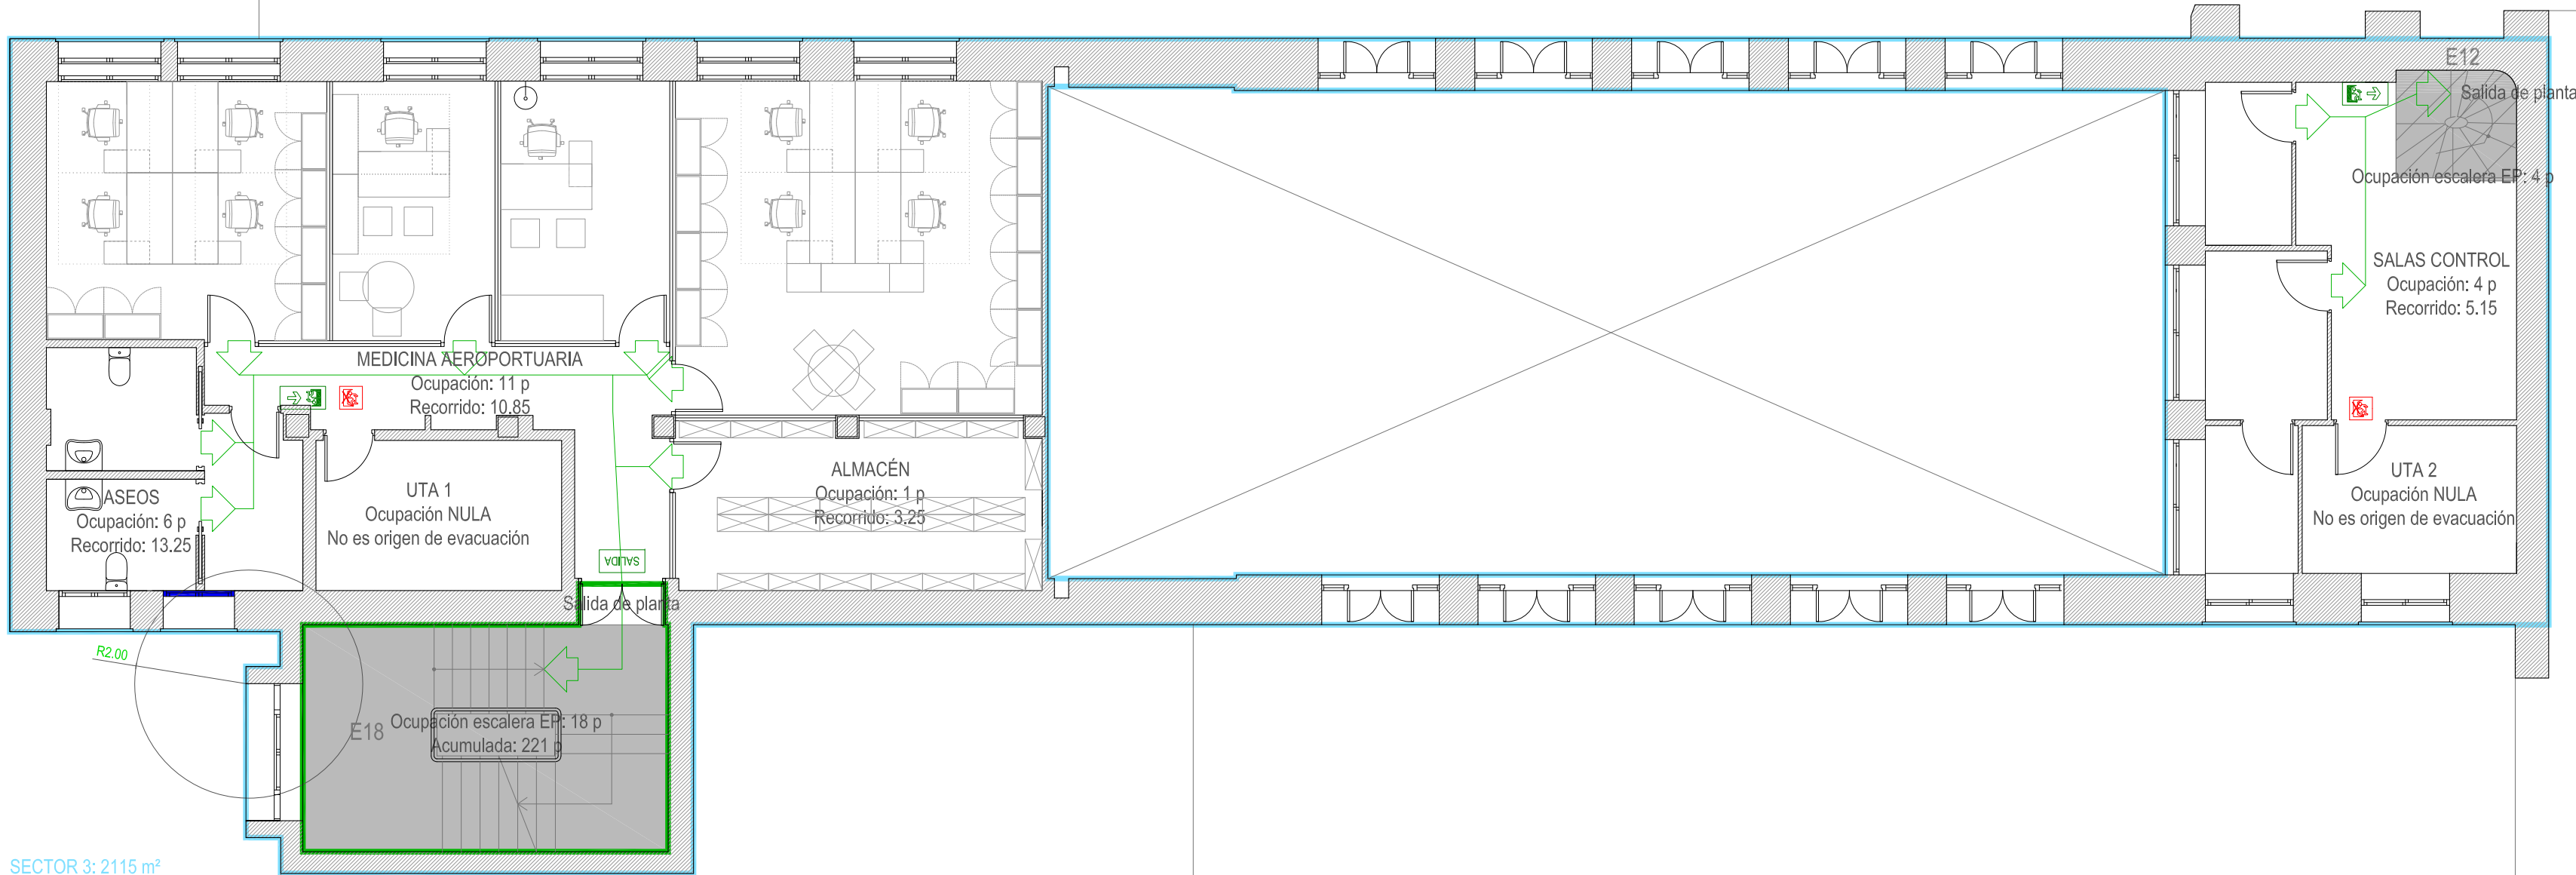 E12
Salida de planta
Ocupación escalera EP: 4 p
SALAS CONTROL
Ocupación: 4 p
Recorrido: 5.15
MEDICINA AEROPORTUARIA
Ocupación: 11 p
Recorrido: 10.85
ALMACÉN
Ocupación: 1 p
Recorrido: 3.25
UTA 1
Ocupación NULA
No es origen de evacuación
UTA 2
Ocupación NULA
No es origen de evacuación
ASEOS
Ocupación: 6 p
Recorrido: 13.25
SALIDA
Salida de planta
R2.00
E18
Ocupación escalera EP: 18 p
Acumulada: 221 p
SECTOR 3: 2115 m²